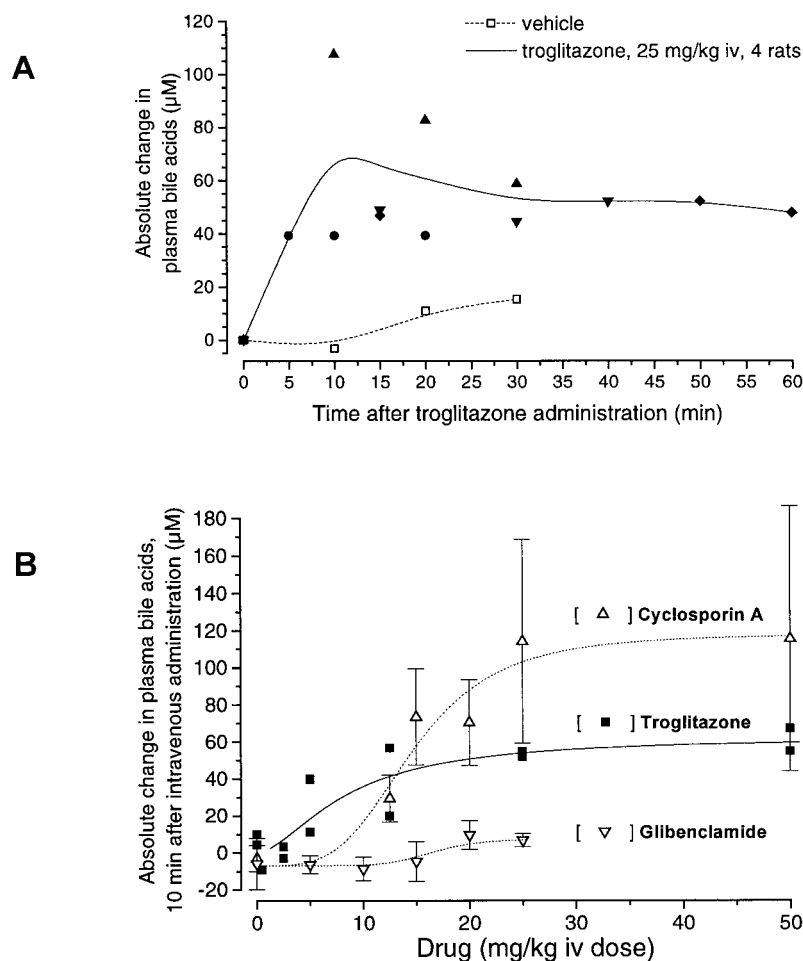 A
vehicle
troglitazone, 25 mg/kg iv, 4 rats
Absolute change in
plasma bile acids (µM)
120
100
80
60
40
20
0
0 5 10 15 20 25 30 35 40 45 50 55 60
Time after troglitazone administration (min)
B
Absolute change in plasma bile acids,
10 min after intravenous administration (µM)
180
160
140
120
100
80
60
40
20
0
-20
[ ] Cyclosporin A
[ ] Troglitazone
[ ] Glibenclamide
0 10 20 30 40 50
Drug (mg/kg iv dose)